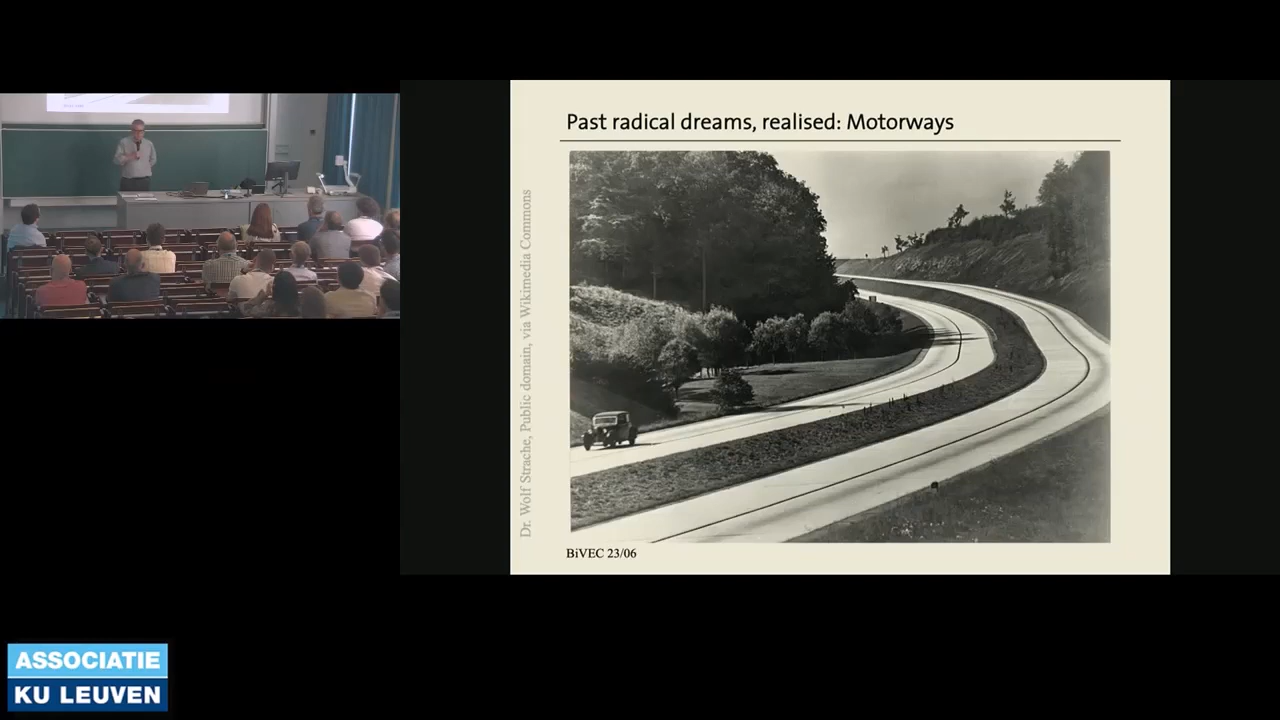 Past radical dreams, realised: Motorways
Dr. Wolf Strache, Public domain, via Wikimedia Commons
BiVEC 23/06
ASSOCIATIE
KU LEUVEN